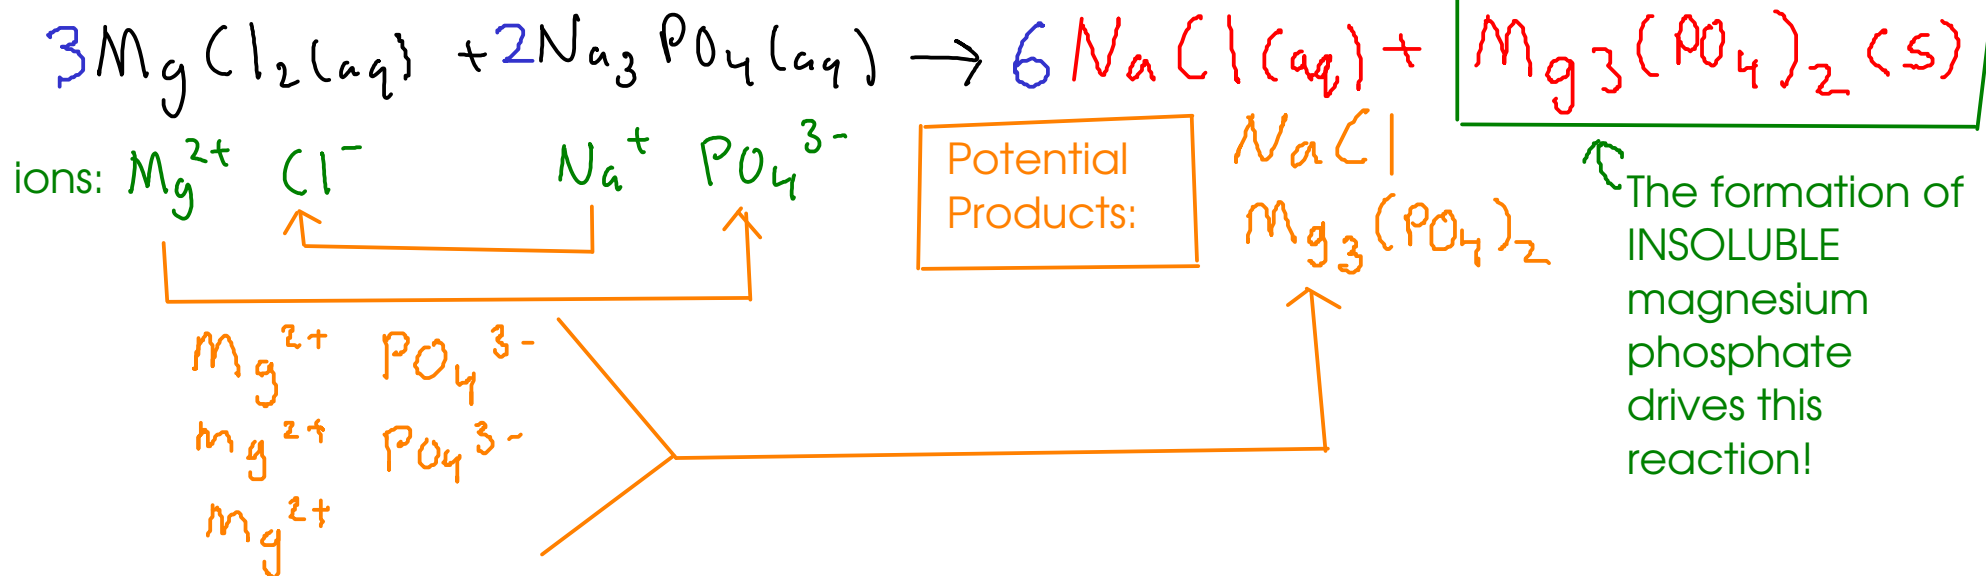 3MgCl₂(aq) + 2Na₃PO₄(aq) → 6NaCl(aq) + Mg₃(PO₄)₂(s)
ions: Mg²⁺ Cl⁻ Na⁺ PO₄³⁻
Potential
Products:
NaCl
Mg₃(PO₄)₂
The formation of
INSOLUBLE
magnesium
phosphate
drives this
reaction!
Mg²⁺ PO₄³⁻
Mg²⁺ PO₄³⁻
Mg²⁺